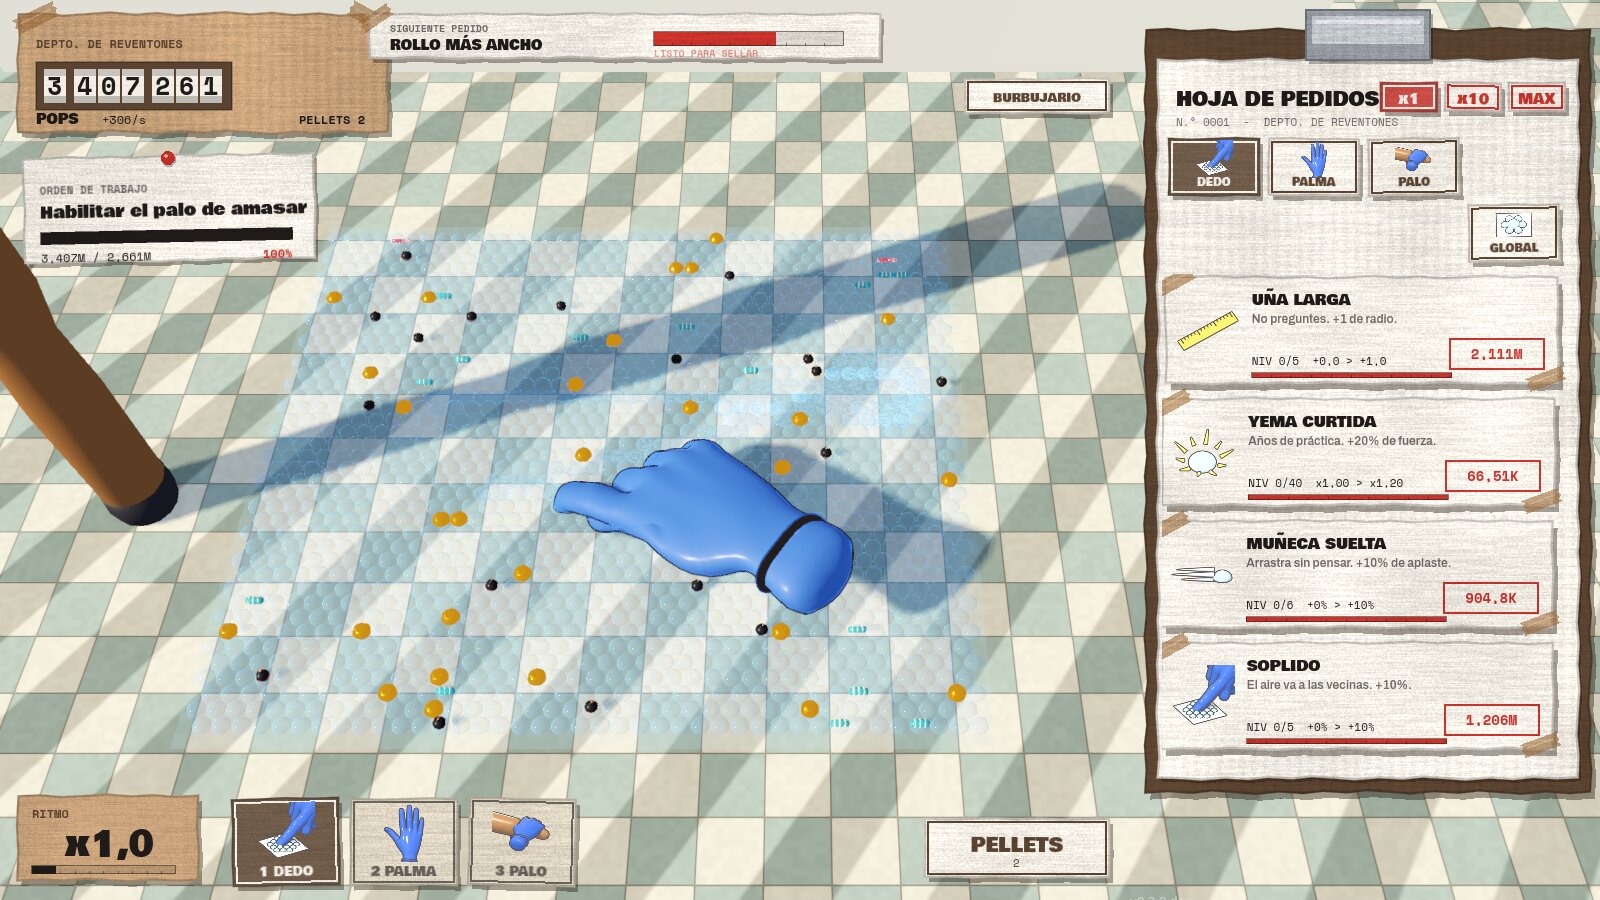 DEPTO. DE REVENTONES
3 407 261
POPS +306/s PELLETS 2
SIGUIENTE PEDIDO
ROLLO MÁS ANCHO
LISTO PARA SELLAR
ORDEN DE TRABAJO
Habilitar el palo de amasar
3,407M / 2,661M 100%
BURBUJARIO
HOJA DE PEDIDOS x1 x10 MAX
N.° 0001 - DEPTO. DE REVENTONES
DEDO PALMA PALO
GLOBAL
UÑA LARGA
No preguntes. +1 de radio.
NIV 0/5 +0,0 > +1,0 2,111M
YEMA CURTIDA
Años de práctica. +20% de fuerza.
NIV 0/40 x1,00 > x1,20 66,51K
MUÑECA SUELTA
Arrastra sin pensar. +10% de aplaste.
NIV 0/6 +0% > +10% 904,8K
SOPLIDO
El aire va a las vecinas. +10%.
NIV 0/5 +0% > +10% 1,206M
RITMO
x1,0
1 DEDO 2 PALMA 3 PALO
PELLETS
2